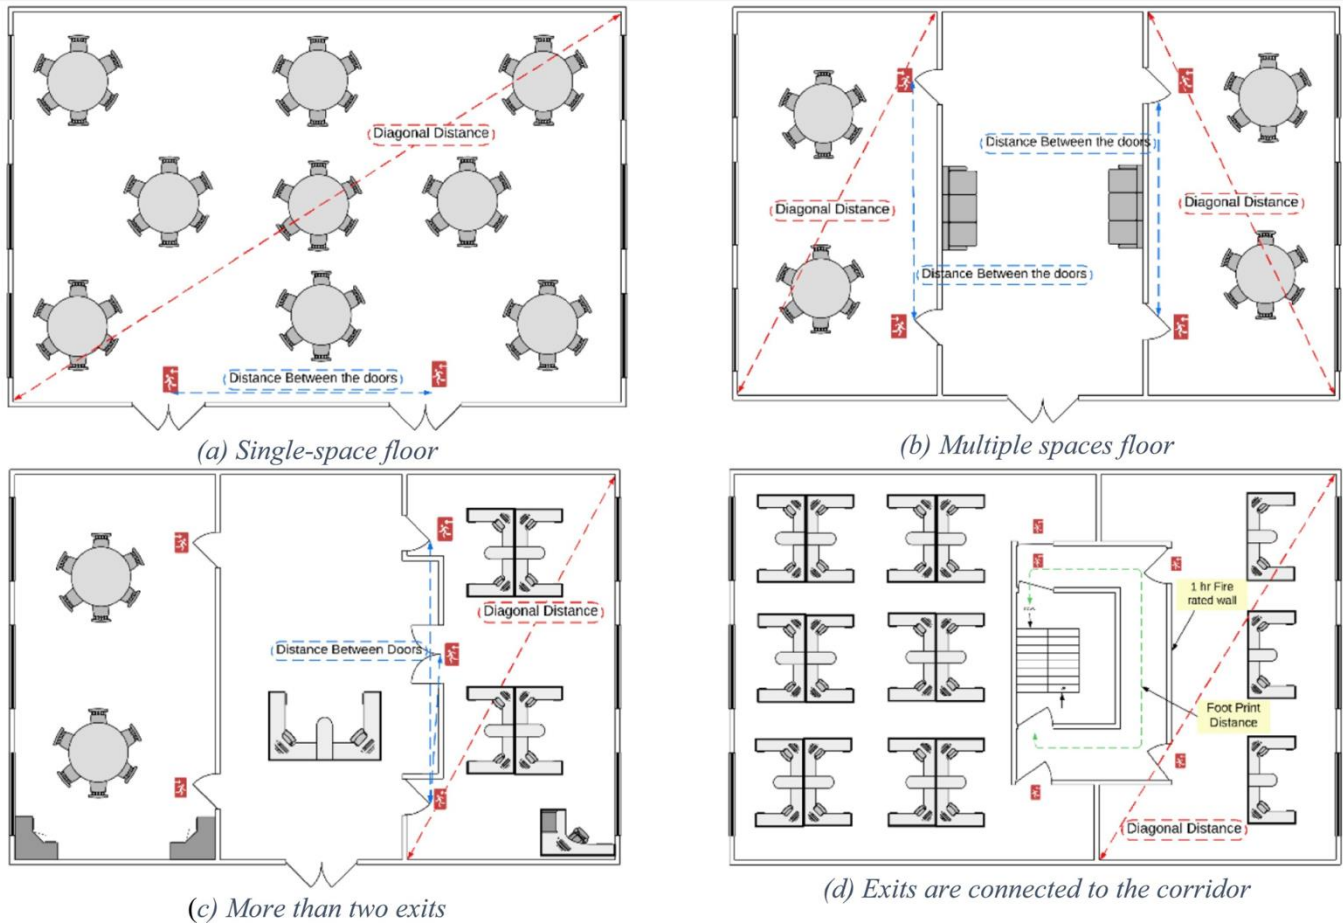 Diagonal Distance
Distance Between the doors
(a) Single-space floor
Distance Between the doors
Diagonal Distance
Diagonal Distance
Distance Between the doors
(b) Multiple spaces floor
Diagonal Distance
Distance Between Doors
(c) More than two exits
1 hr Fire
rated wall
Foot Print
Distance
Diagonal Distance
(d) Exits are connected to the corridor